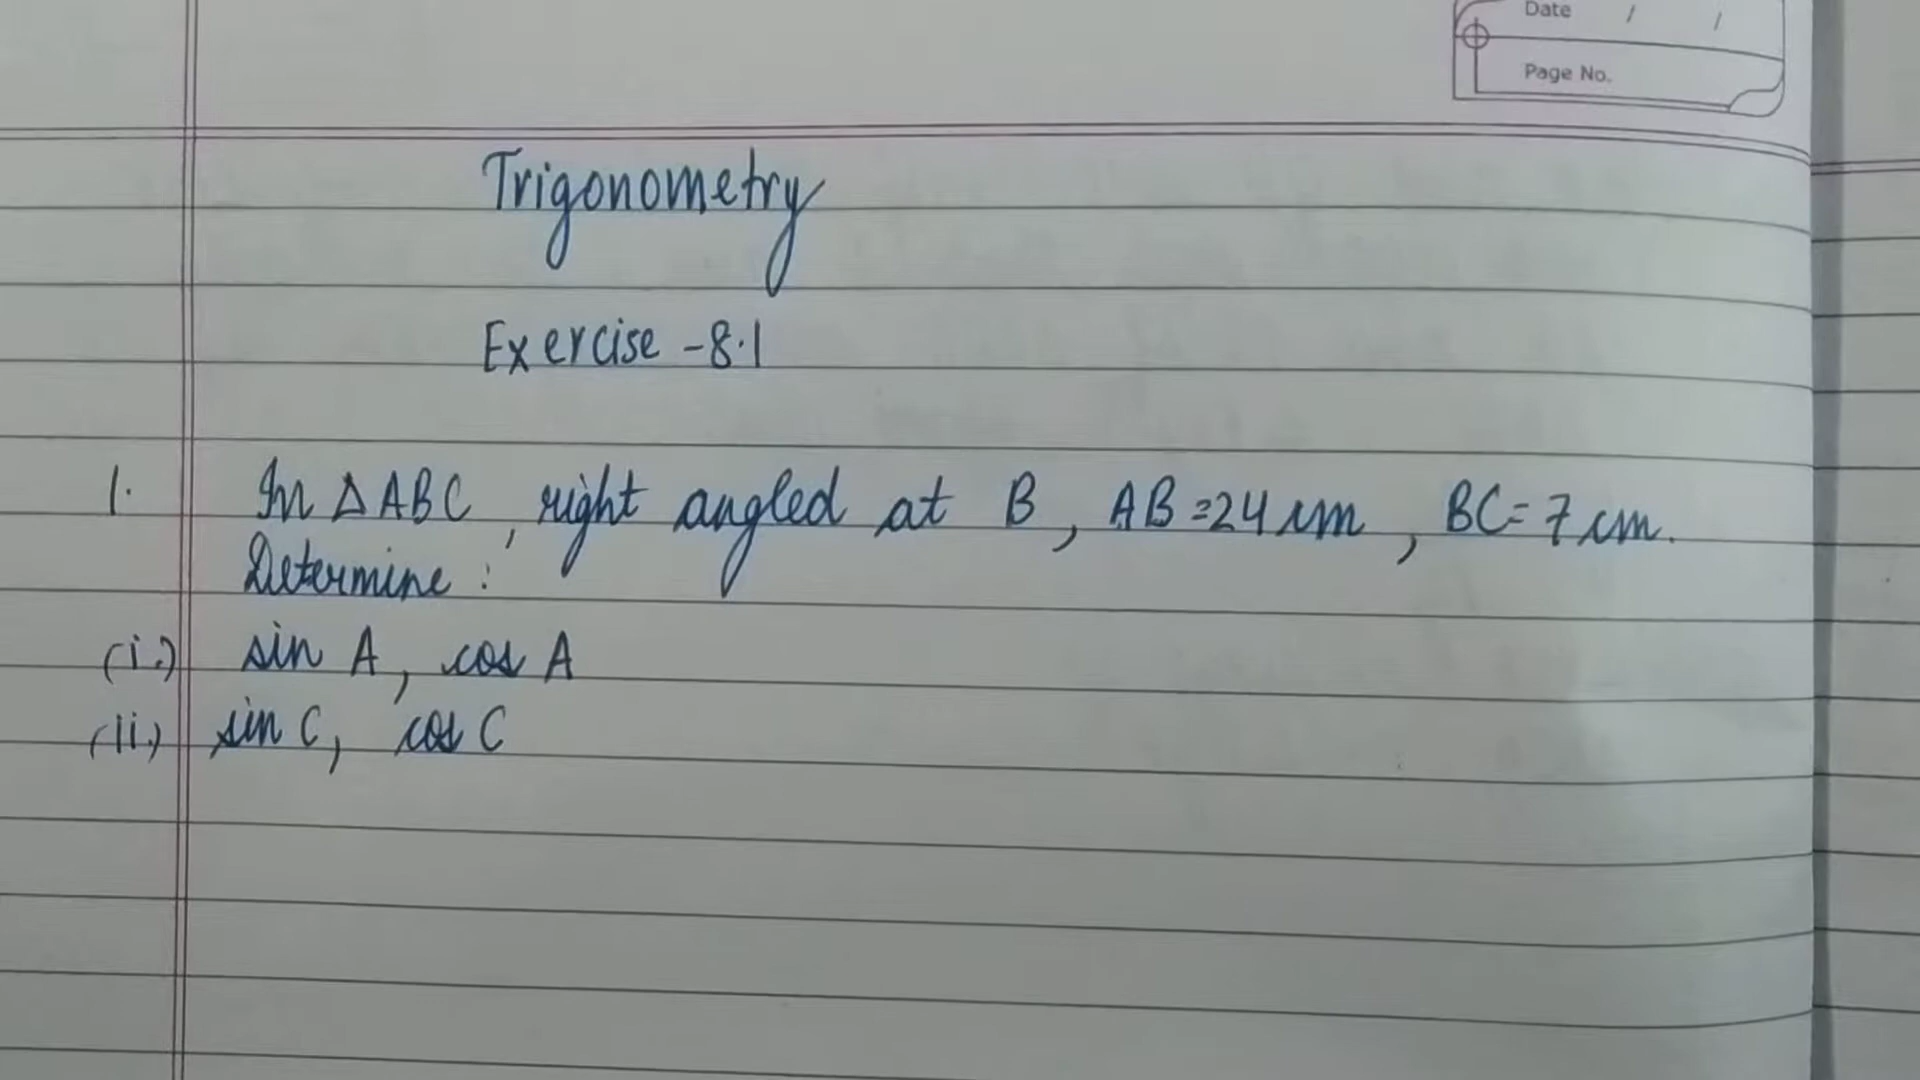 Date / /
Page No.
Trigonometry
Exercise -8.1
1. In △ABC, right angled at B, AB=24 cm, BC=7 cm.
Determine:
(i.) sin A, cos A
(ii.) sin C, cos C